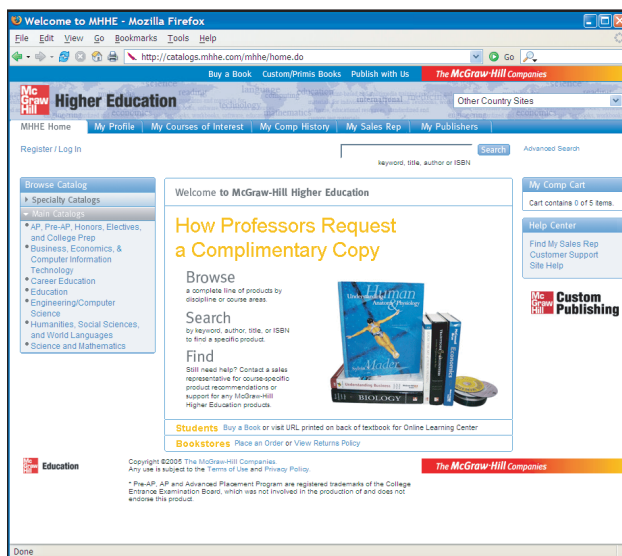 Welcome to MHHE - Mozilla Firefox
File Edit View Go Bookmarks Tools Help
http://catalogs.mhhe.com/mhhe/home.do
Go
Buy a Book Custom/Primis Books Publish with Us The McGraw-Hill Companies
Mc
Graw
Hill
Higher Education
Other Country Sites
MHHE Home My Profile My Courses of Interest My Comp History My Sales Rep My Publishers
Register / Log In
Search
Advanced Search
keyword, title, author or ISBN
Browse Catalog
Specialty Catalogs
Main Catalogs
AP, Pre-AP, Honors, Electives,
and College Prep
Business, Economics, &
Computer Information
Technology
Career Education
Education
Engineering/Computer
Science
Humanities, Social Sciences,
and World Languages
Science and Mathematics
Welcome to McGraw-Hill Higher Education
How Professors Request
a Complimentary Copy
Browse
a complete line of products by
discipline or course areas.
Search
by keyword, author, title, or ISBN
to find a specific product.
Find
Still need help? Contact a sales
representative for course-specific
product recommendations or
support for any McGraw-Hill
Higher Education products.
Understanding
Human
Anatomy & Physiology
Mader
Understanding Business
BIOLOGY
Economics
Students Buy a Book or visit URL printed on back of textbook for Online Learning Center
Bookstores Place an Order or View Returns Policy
My Comp Cart
Cart contains 0 of 5 items.
Help Center
Find My Sales Rep
Customer Support
Site Help
Mc
Graw
Hill
Custom
Publishing
Mc
Graw
Hill
Education
Copyright ©2005 The McGraw-Hill Companies.
Any use is subject to the Terms of Use and Privacy Policy.
The McGraw-Hill Companies
* Pre-AP, AP and Advanced Placement Program are registered trademarks of the College
Entrance Examination Board, which was not involved in the production of and does not
endorse this product.
Done